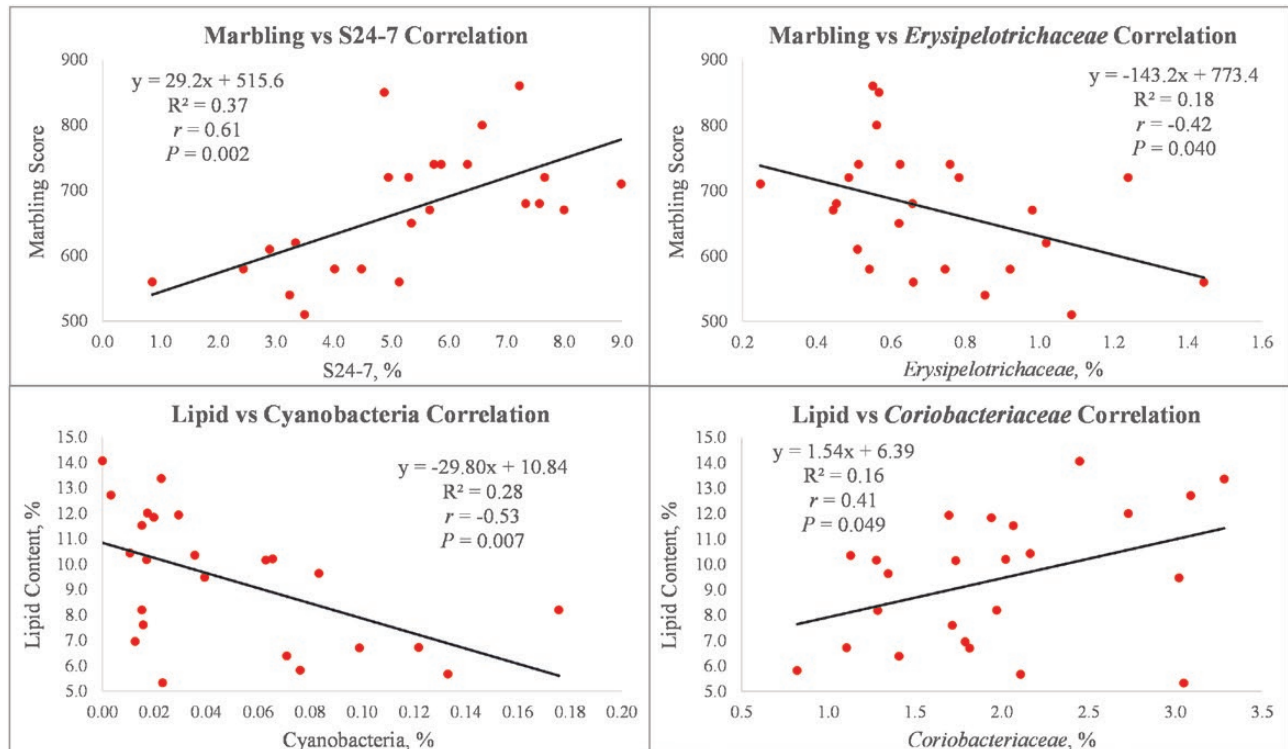 Marbling vs S24-7 Correlation
y = 29.2x + 515.6
R² = 0.37
r = 0.61
P = 0.002
Marbling Score
900
800
700
600
500
0.0 1.0 2.0 3.0 4.0 5.0 6.0 7.0 8.0 9.0
S24-7, %
Marbling vs Erysipelotrichaceae Correlation
y = -143.2x + 773.4
R² = 0.18
r = -0.42
P = 0.040
Marbling Score
900
800
700
600
500
0.2 0.4 0.6 0.8 1.0 1.2 1.4 1.6
Erysipelotrichaceae, %
Lipid vs Cyanobacteria Correlation
y = -29.80x + 10.84
R² = 0.28
r = -0.53
P = 0.007
Lipid Content, %
15.0
14.0
13.0
12.0
11.0
10.0
9.0
8.0
7.0
6.0
5.0
0.00 0.02 0.04 0.06 0.08 0.10 0.12 0.14 0.16 0.18 0.20
Cyanobacteria, %
Lipid vs Coriobacteriaceae Correlation
y = 1.54x + 6.39
R² = 0.16
r = 0.41
P = 0.049
Lipid Content, %
15.0
14.0
13.0
12.0
11.0
10.0
9.0
8.0
7.0
6.0
5.0
0.5 1.0 1.5 2.0 2.5 3.0 3.5
Coriobacteriaceae, %